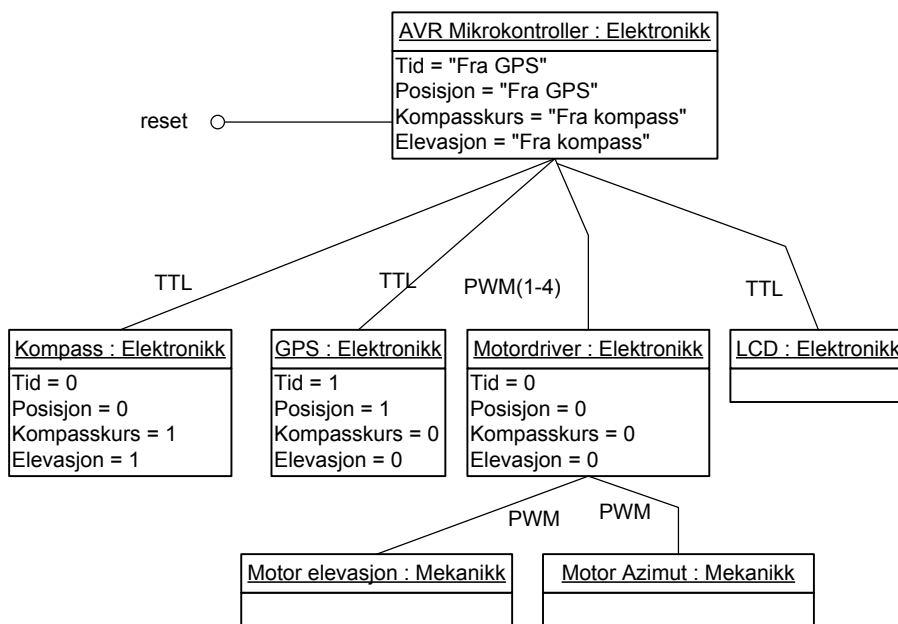 AVR Mikrokontroller : Elektronikk
Tid = "Fra GPS"
Posisjon = "Fra GPS"
Kompasskurs = "Fra kompass"
Elevasjon = "Fra kompass"
reset
TTL
TTL
PWM(1-4)
TTL
Kompass : Elektronikk
Tid = 0
Posisjon = 0
Kompasskurs = 1
Elevasjon = 1
GPS : Elektronikk
Tid = 1
Posisjon = 1
Kompasskurs = 0
Elevasjon = 0
Motordriver : Elektronikk
Tid = 0
Posisjon = 0
Kompasskurs = 0
Elevasjon = 0
LCD : Elektronikk
PWM
PWM
Motor elevasjon : Mekanikk
Motor Azimut : Mekanikk